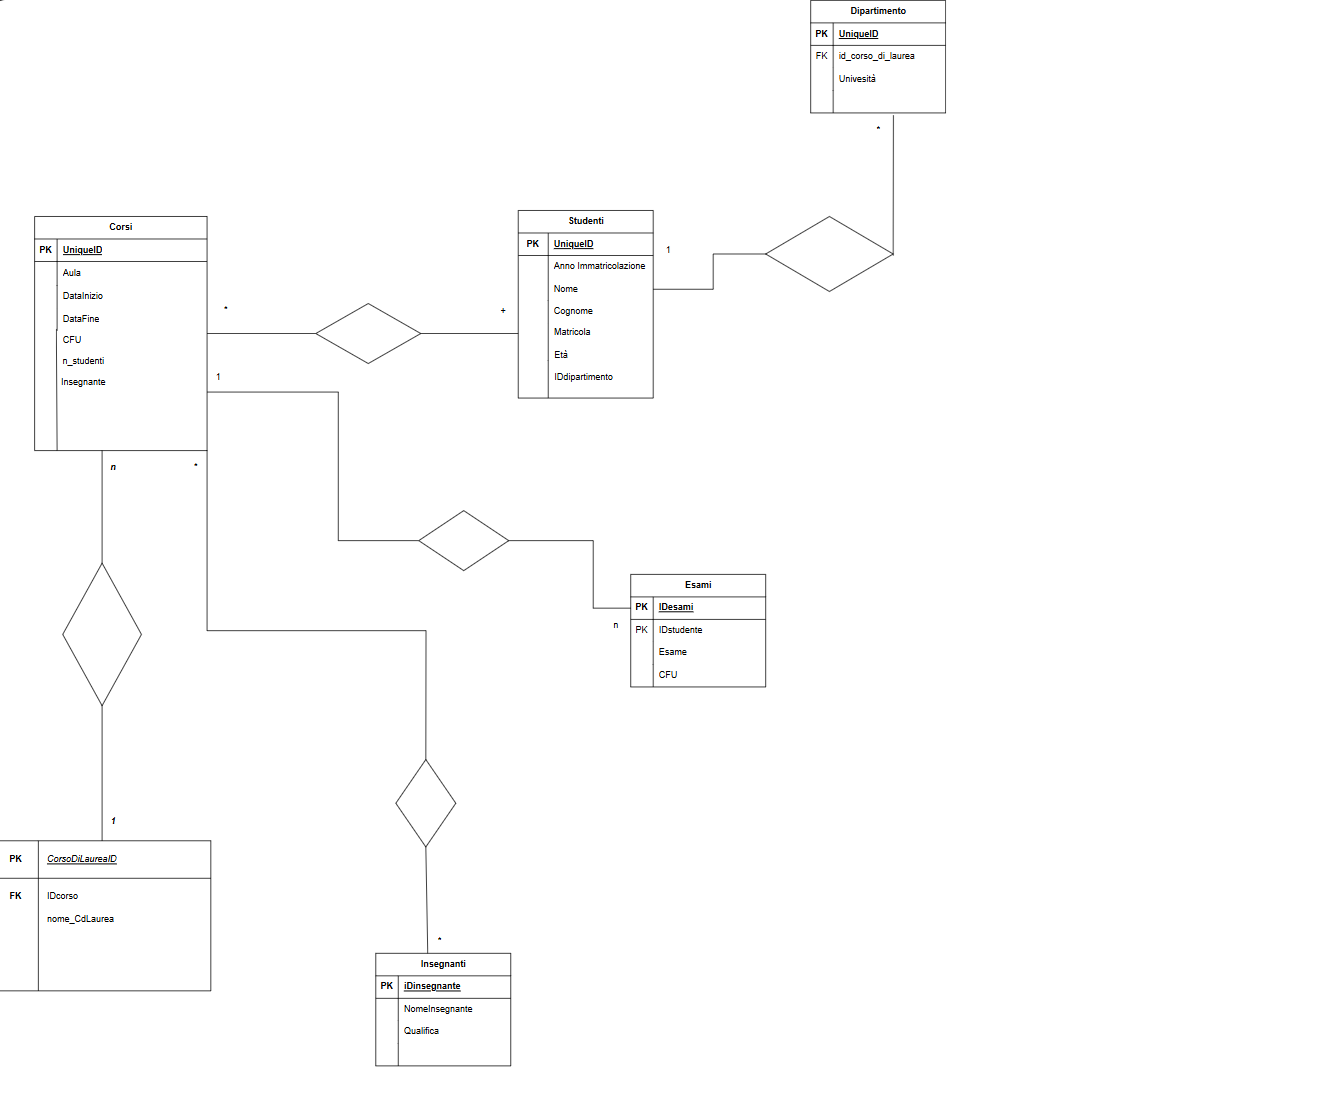 Dipartimento
PK UniqueID
FK id_corso_di_laurea
Univesità
*
Corsi
PK UniqueID
Aula
DataInizio
DataFine
CFU
n_studenti
Insegnante
*
1
n
*
Studenti
PK UniqueID
Anno Immatricolazione
Nome
Cognome
Matricola
Età
IDdipartimento
+
1
Esami
PK IDesami
PK IDstudente
Esame
CFU
n
1
PK CorsoDiLaureaID
FK IDcorso
nome_CdLaurea
*
Insegnanti
PK iDinsegnante
NomeInsegnante
Qualifica